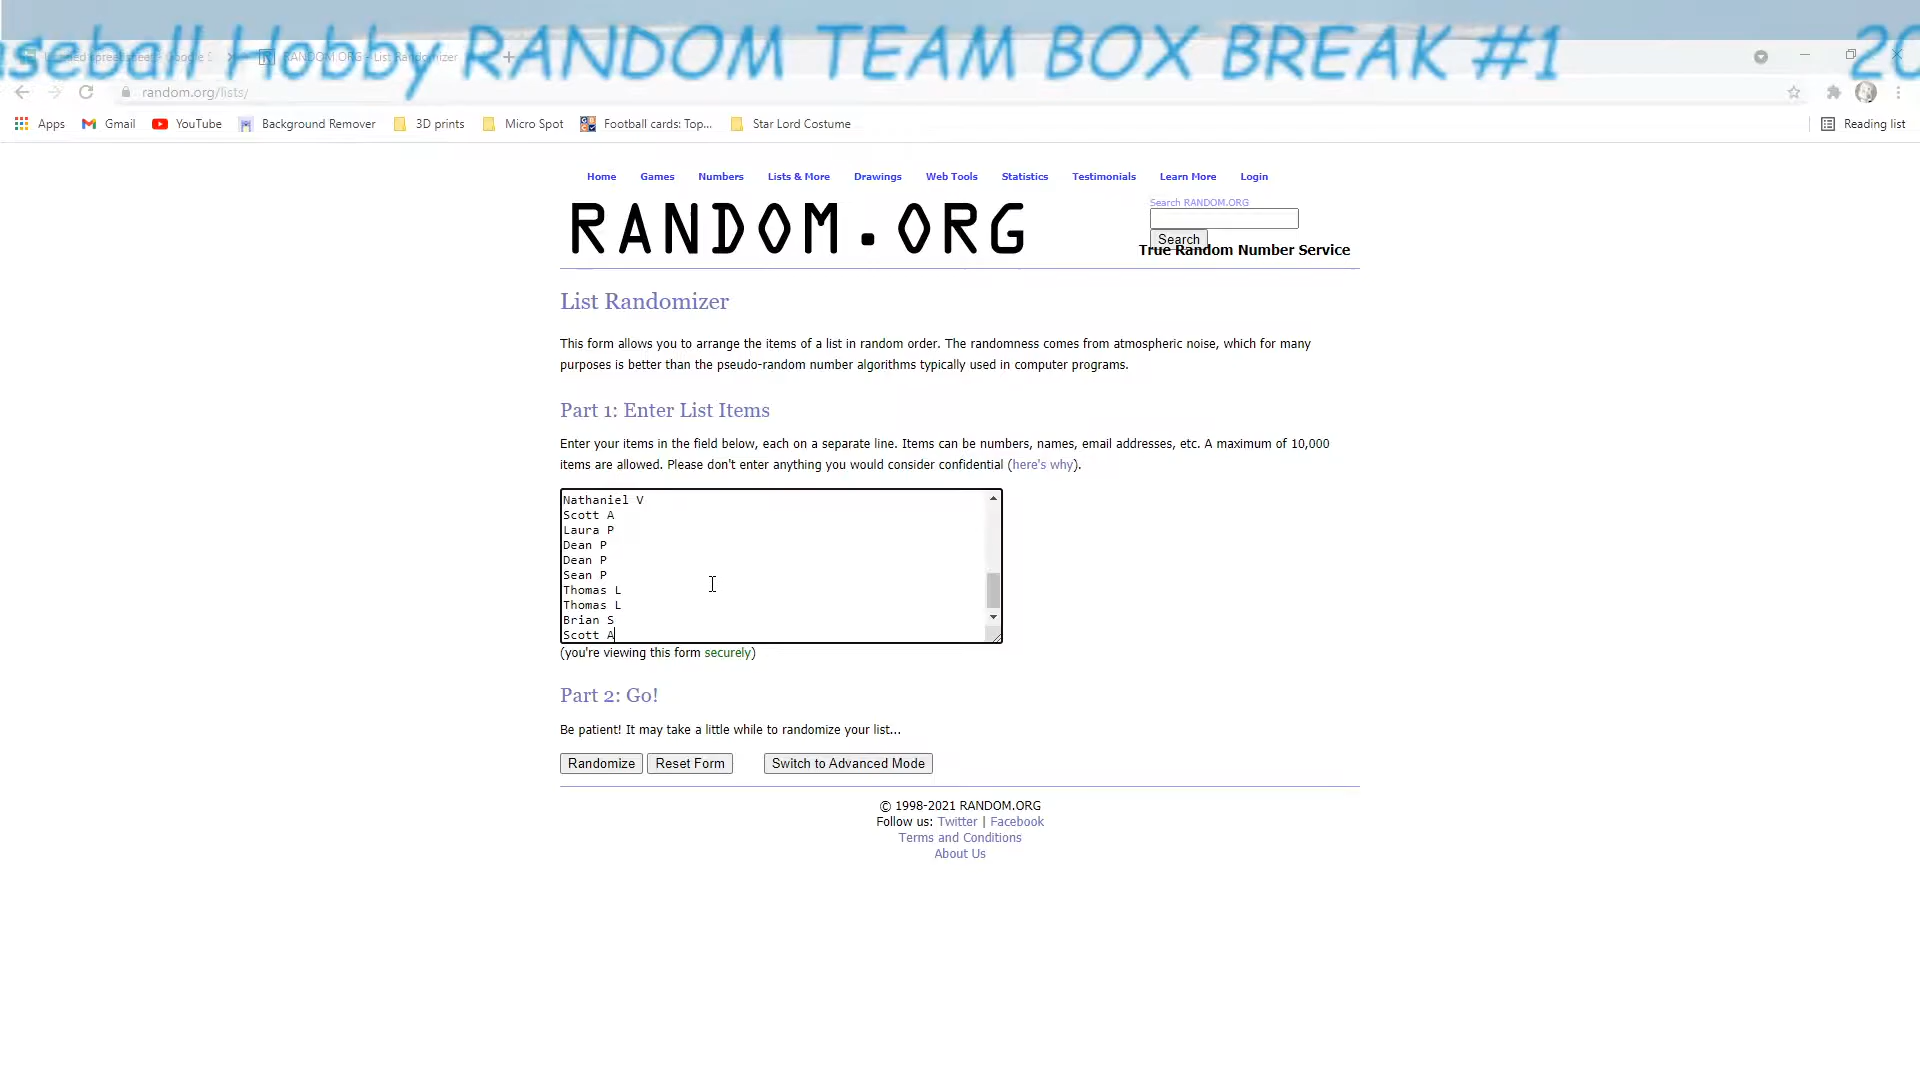 aseball Hobby RANDOM TEAM BOX BREAK #1 20
RANDOM.ORG - List Randomizer
random.org/lists/
Apps Gmail YouTube Background Remover 3D prints Micro Spot Football cards: Top... Star Lord Costume Reading list
Home Games Numbers Lists & More Drawings Web Tools Statistics Testimonials Learn More Login
RANDOM.ORG
Search RANDOM.ORG
Search
True Random Number Service
List Randomizer
This form allows you to arrange the items of a list in random order. The randomness comes from atmospheric noise, which for many
purposes is better than the pseudo-random number algorithms typically used in computer programs.
Part 1: Enter List Items
Enter your items in the field below, each on a separate line. Items can be numbers, names, email addresses, etc. A maximum of 10,000
items are allowed. Please don't enter anything you would consider confidential (here's why).
Nathaniel V
Scott A
Laura P
Dean P
Dean P
Sean P
Thomas L
Thomas L
Brian S
Scott A
(you're viewing this form securely)
Part 2: Go!
Be patient! It may take a little while to randomize your list...
Randomize Reset Form Switch to Advanced Mode
© 1998-2021 RANDOM.ORG
Follow us: Twitter | Facebook
Terms and Conditions
About Us